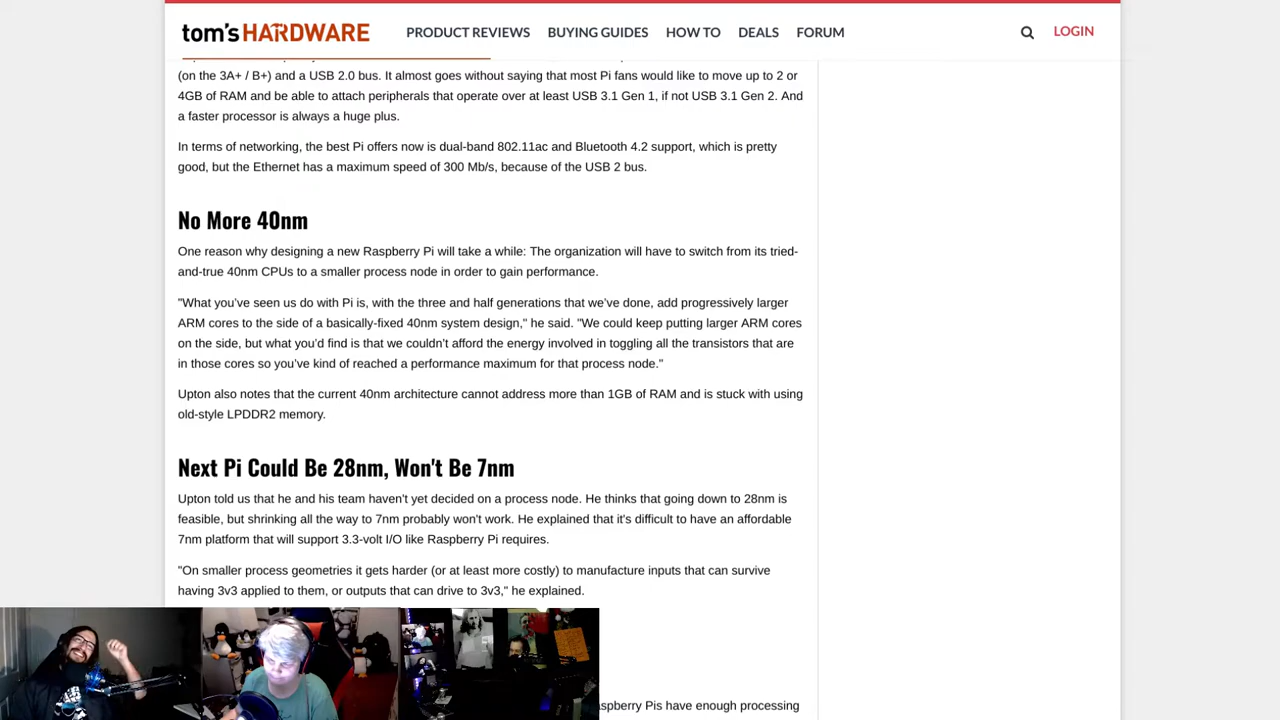 tom's HARDWARE
PRODUCT REVIEWS BUYING GUIDES HOW TO DEALS FORUM
LOGIN
(on the 3A+ / B+) and a USB 2.0 bus. It almost goes without saying that most Pi fans would like to move up to 2 or
4GB of RAM and be able to attach peripherals that operate over at least USB 3.1 Gen 1, if not USB 3.1 Gen 2. And
a faster processor is always a huge plus.
In terms of networking, the best Pi offers now is dual-band 802.11ac and Bluetooth 4.2 support, which is pretty
good, but the Ethernet has a maximum speed of 300 Mb/s, because of the USB 2 bus.
No More 40nm
One reason why designing a new Raspberry Pi will take a while: The organization will have to switch from its tried-
and-true 40nm CPUs to a smaller process node in order to gain performance.
"What you’ve seen us do with Pi is, with the three and half generations that we’ve done, add progressively larger
ARM cores to the side of a basically-fixed 40nm system design," he said. "We could keep putting larger ARM cores
on the side, but what you’d find is that we couldn’t afford the energy involved in toggling all the transistors that are
in those cores so you’ve kind of reached a performance maximum for that process node."
Upton also notes that the current 40nm architecture cannot address more than 1GB of RAM and is stuck with using
old-style LPDDR2 memory.
Next Pi Could Be 28nm, Won't Be 7nm
Upton told us that he and his team haven’t yet decided on a process node. He thinks that going down to 28nm is
feasible, but shrinking all the way to 7nm probably won't work. He explained that it's difficult to have an affordable
7nm platform that will support 3.3-volt I/O like Raspberry Pi requires.
"On smaller process geometries it gets harder (or at least more costly) to manufacture inputs that can survive
having 3v3 applied to them, or outputs that can drive to 3v3," he explained.
aspberry Pis have enough processing